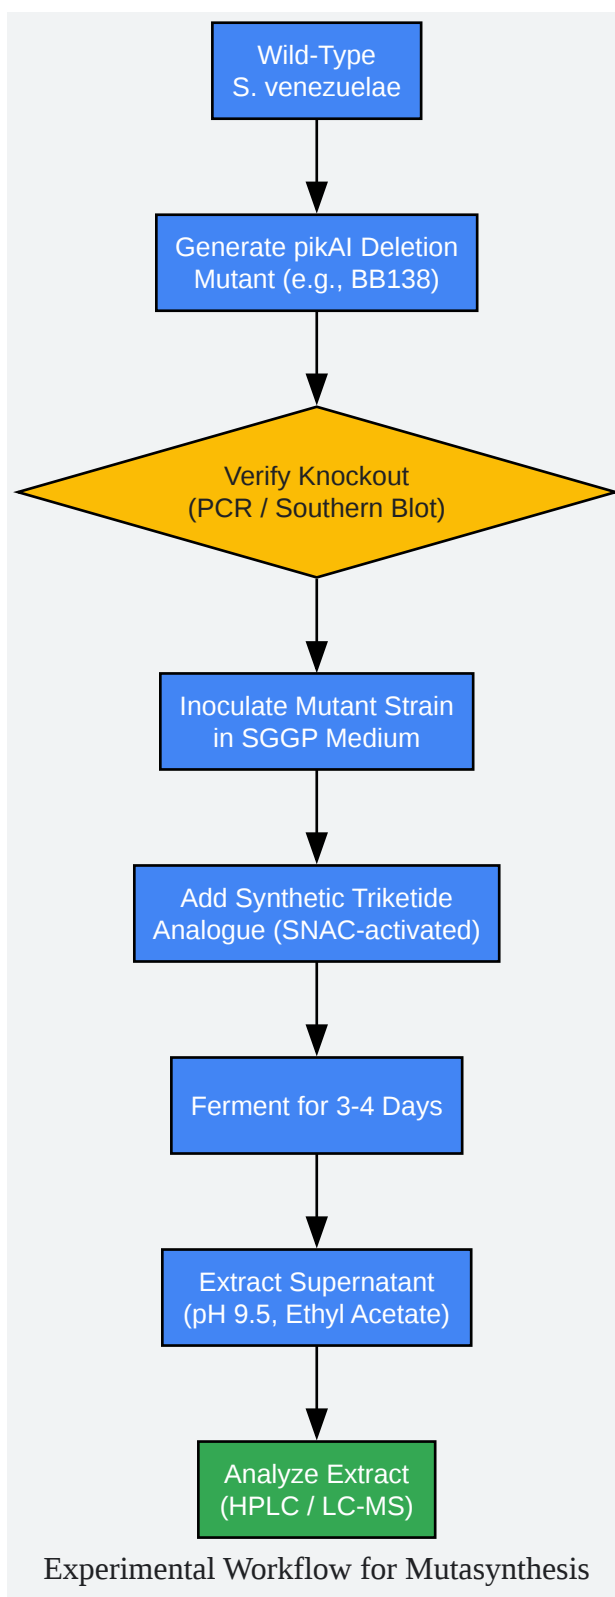 Wild-Type
S. venezuelae
Generate pikAI Deletion
Mutant (e.g., BB138)
Verify Knockout
(PCR / Southern Blot)
Inoculate Mutant Strain
in SGGP Medium
Add Synthetic Triketide
Analogue (SNAC-activated)
Ferment for 3-4 Days
Extract Supernatant
(pH 9.5, Ethyl Acetate)
Analyze Extract
(HPLC / LC-MS)
Experimental Workflow for Mutasynthesis